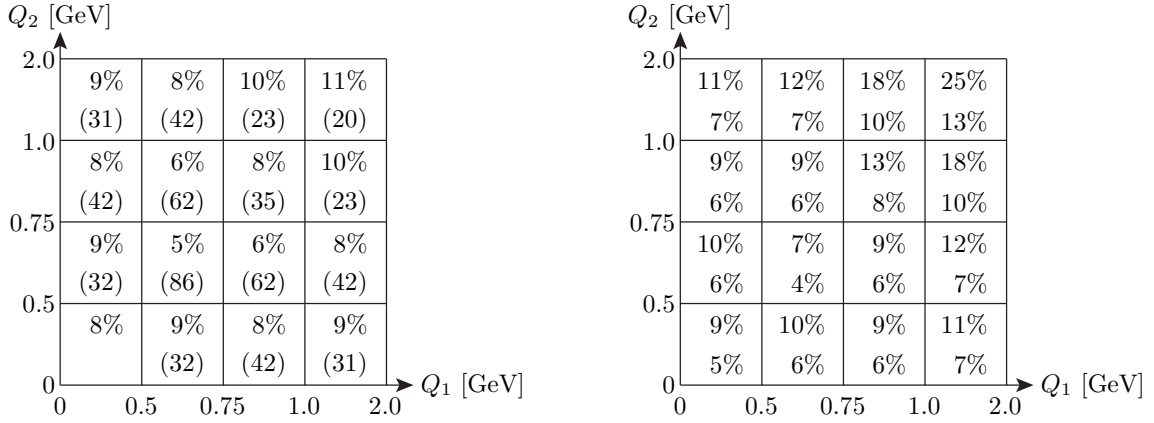 Q2 [GeV]
2.0
9% 8% 10% 11%
(31) (42) (23) (20)
1.0
8% 6% 8% 10%
(42) (62) (35) (23)
0.75
9% 5% 6% 8%
(32) (86) (62) (42)
0.5
8% 9% 8% 9%
(32) (42) (31)
0
Q1 [GeV]
0 0.5 0.75 1.0 2.0
Q2 [GeV]
2.0
11% 12% 18% 25%
7% 7% 10% 13%
1.0
9% 9% 13% 18%
6% 6% 8% 10%
0.75
10% 7% 9% 12%
6% 4% 6% 7%
0.5
9% 10% 9% 11%
5% 6% 6% 7%
0
Q1 [GeV]
0 0.5 0.75 1.0 2.0